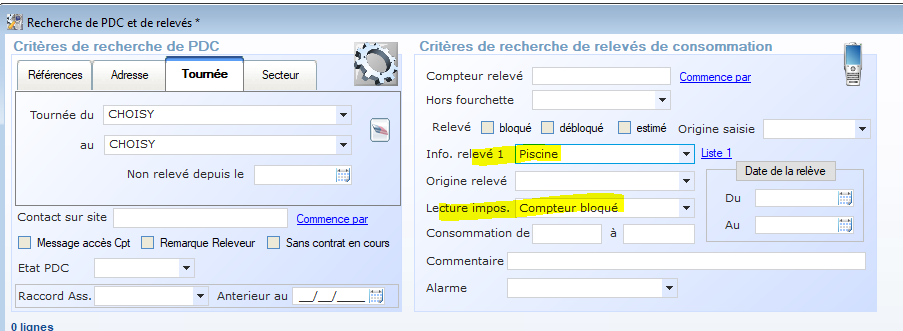 Recherche de PDC et de relevés *
Critères de recherche de PDC
Références Adresse Tournée Secteur
Tournée du CHOISY
au CHOISY
Non relevé depuis le
Contact sur site Commence par
Message accès Cpt Remarque Releveur Sans contrat en cours
Etat PDC
Raccord Ass. Anterieur au __/__/____
0 lignes
Critères de recherche de relevés de consommation
Compteur relevé Commence par
Hors fourchette
Relevé bloqué débloqué estimé Origine saisie
Info. relevé 1 Piscine Liste 1
Origine relevé
Lecture impos. Compteur bloqué
Consommation de à
Date de la relève
Du
Au
Commentaire
Alarme